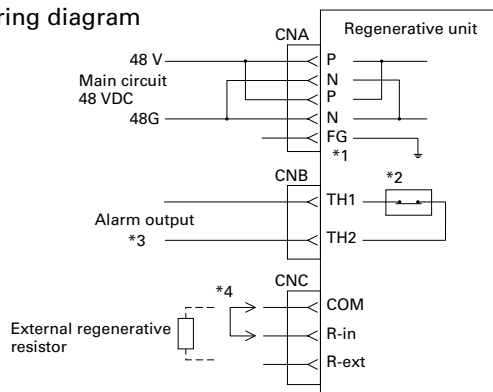 ring diagram
CNA
Regenerative unit
48 V
P
Main circuit
48 VDC
N
P
48G
N
FG
*1
CNB
*2
TH1
Alarm output
*3
TH2
CNC
*4
COM
External regenerative
resistor
R-in
R-ext